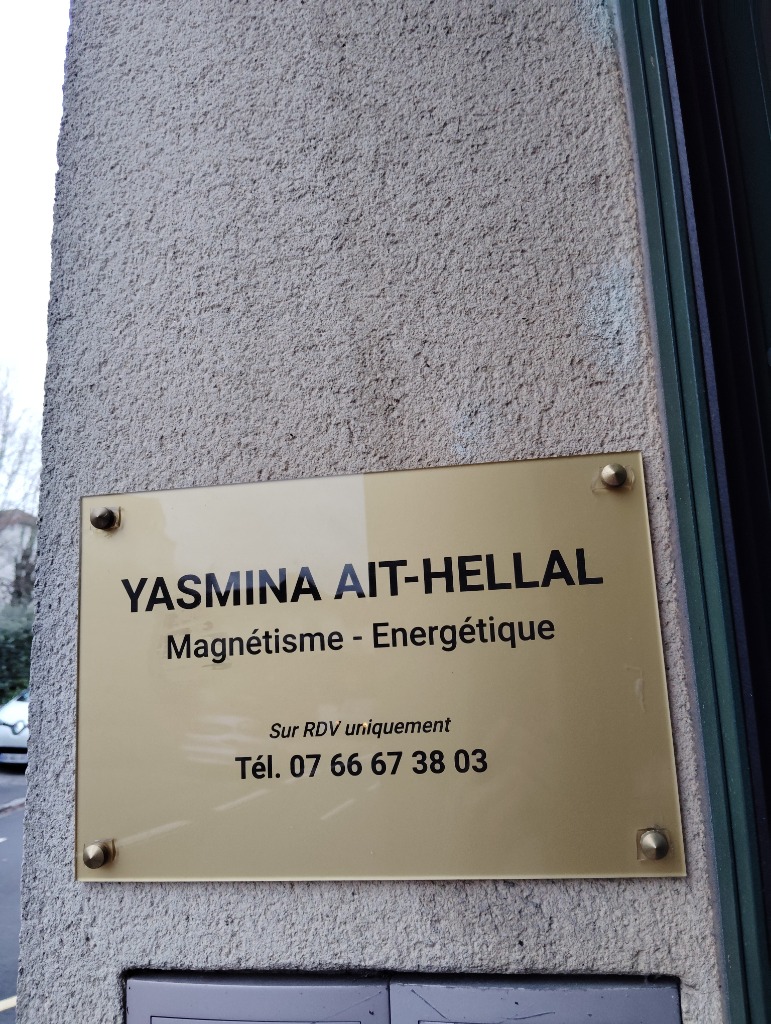 YASMINA AIT-HELLAL
Magnétisme - Energétique
Sur RDV uniquement
Tél. 07 66 67 38 03